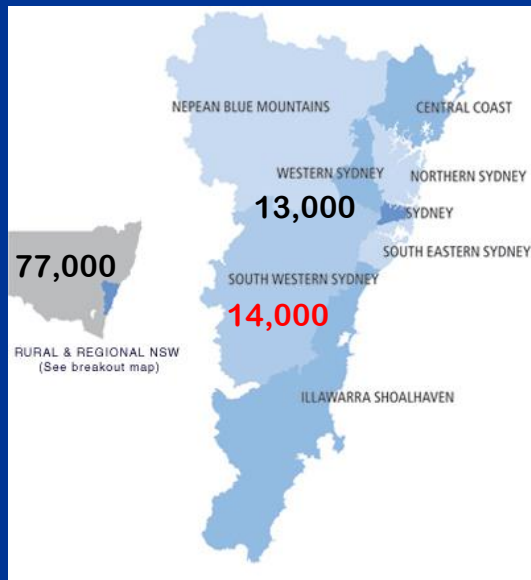 NEPEAN BLUE MOUNTAINS
CENTRAL COAST
WESTERN SYDNEY
NORTHERN SYDNEY
13,000
SYDNEY
SOUTH EASTERN SYDNEY
77,000
SOUTH WESTERN SYDNEY
14,000
RURAL & REGIONAL NSW
(See breakout map)
ILLAWARRA SHOALHAVEN